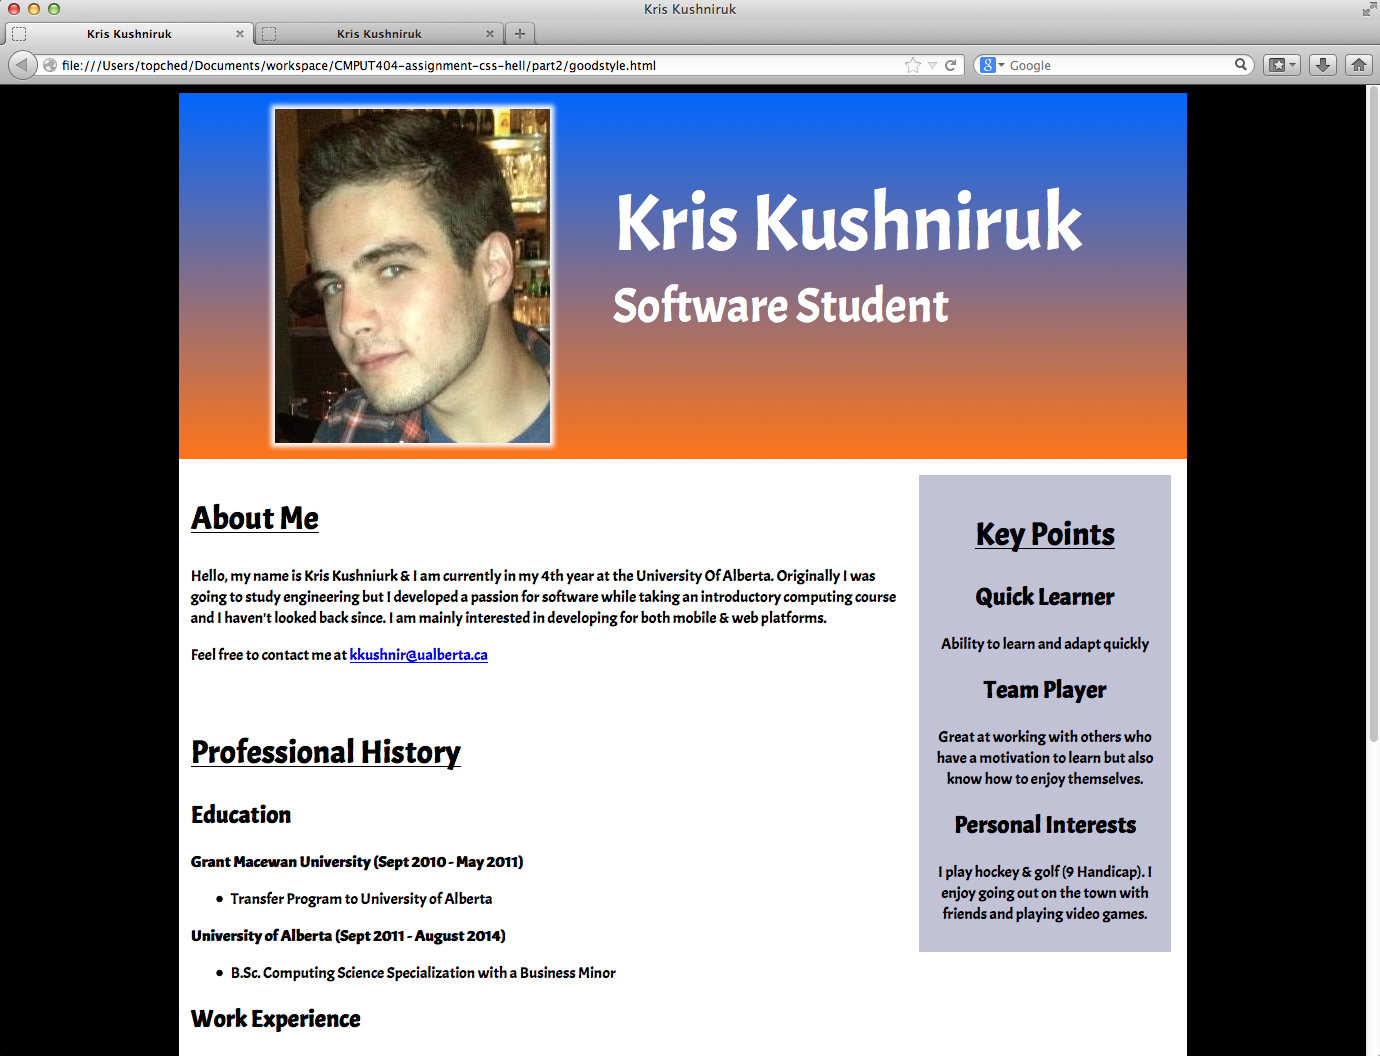 Kris Kushniruk
Kris Kushniruk
Kris Kushniruk
file:///Users/topched/Documents/workspace/CMPUT404-assignment-css-hell/part2/goodstyle.html
Google
Kris Kushniruk
Software Student
About Me
Hello, my name is Kris Kushniurk & I am currently in my 4th year at the University Of Alberta. Originally I was
going to study engineering but I developed a passion for software while taking an introductory computing course
and I haven't looked back since. I am mainly interested in developing for both mobile & web platforms.
Feel free to contact me at kkushnir@ualberta.ca
Professional History
Education
Grant Macewan University (Sept 2010 - May 2011)
• Transfer Program to University of Alberta
University of Alberta (Sept 2011 - August 2014)
• B.Sc. Computing Science Specialization with a Business Minor
Work Experience
Key Points
Quick Learner
Ability to learn and adapt quickly
Team Player
Great at working with others who
have a motivation to learn but also
know how to enjoy themselves.
Personal Interests
I play hockey & golf (9 Handicap). I
enjoy going out on the town with
friends and playing video games.